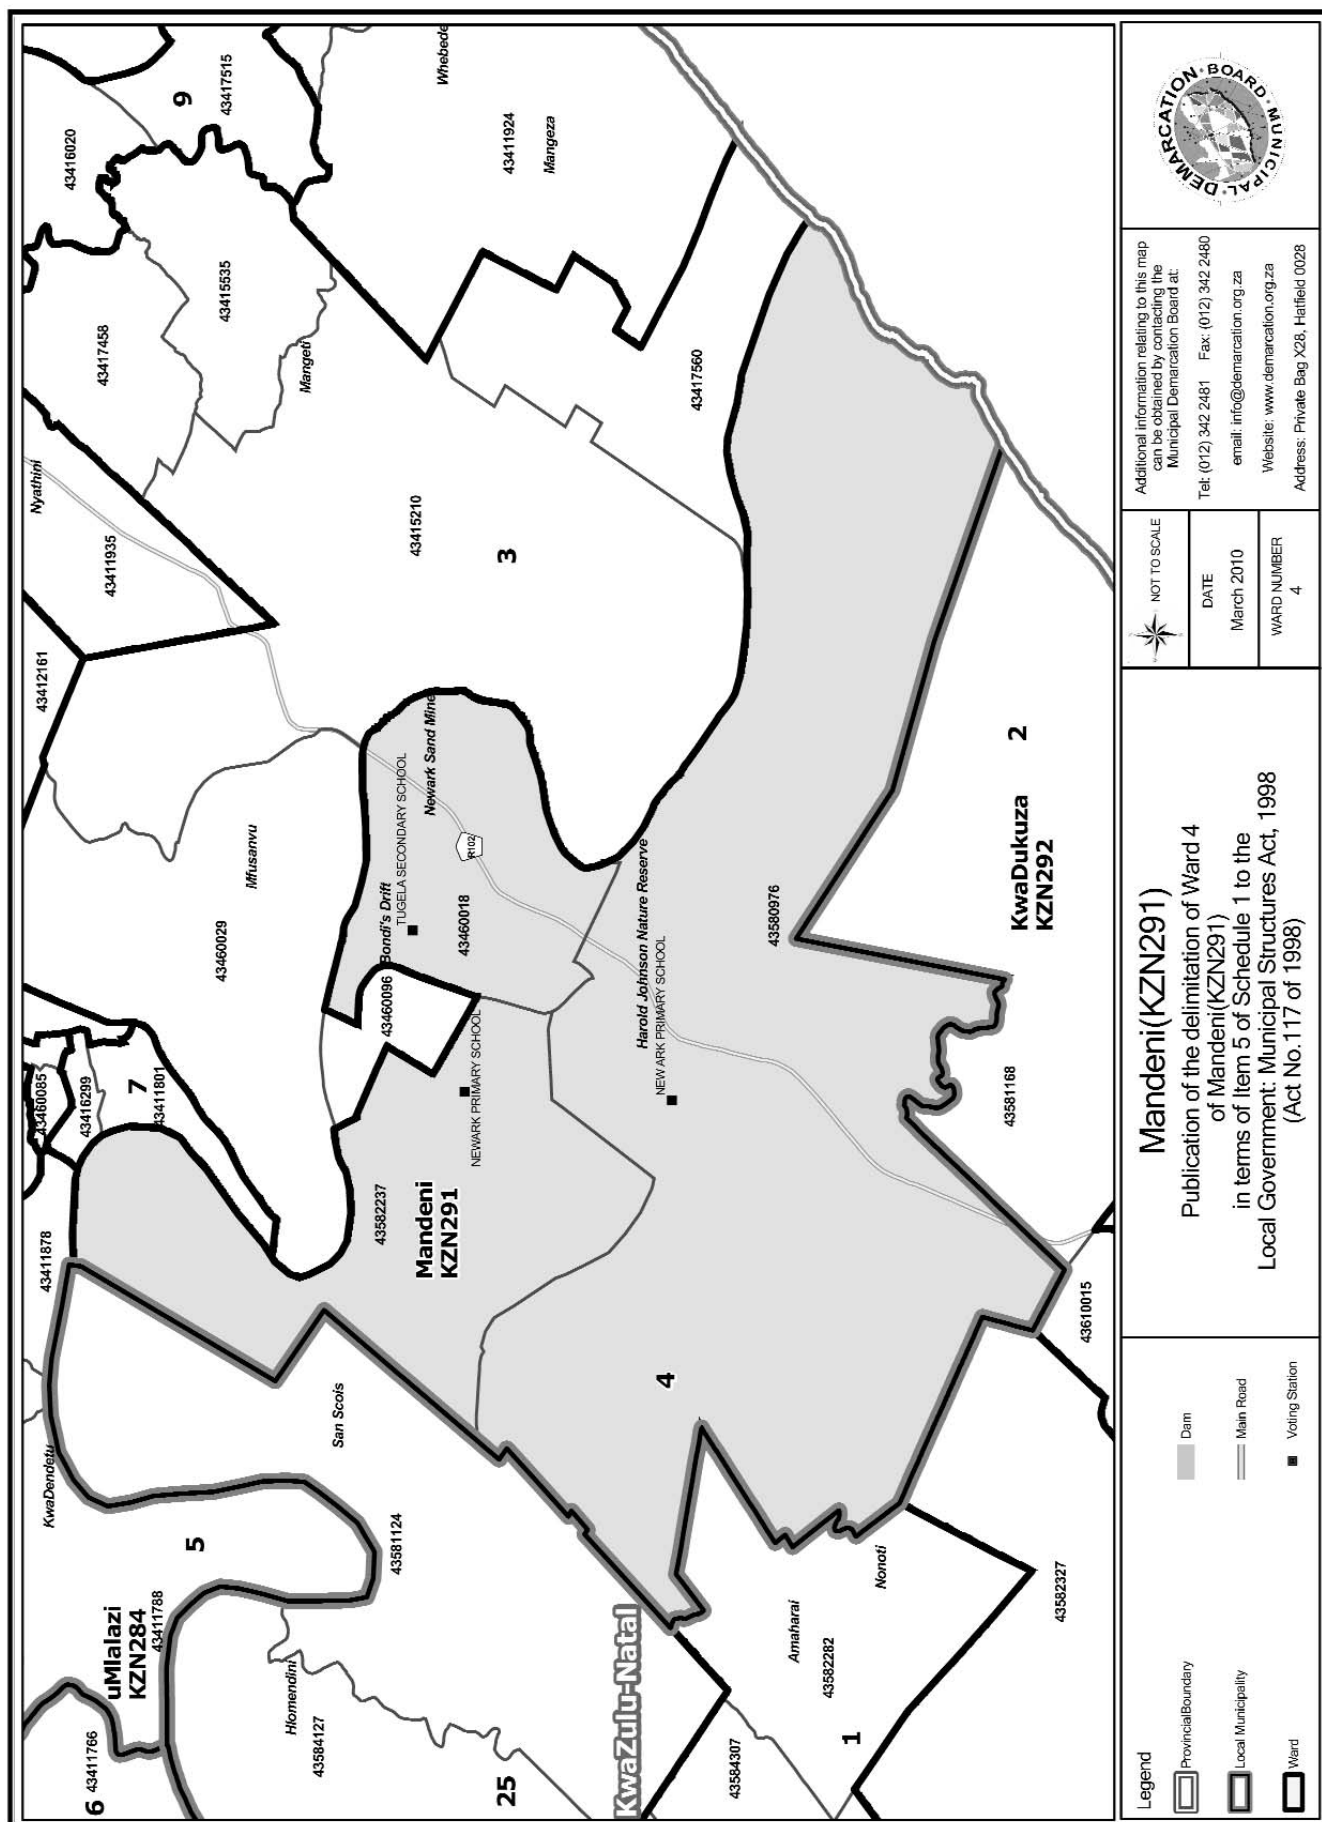 6
43411766
uMlalazi
KZN284
43411788
5
KwaDendetu
43411878
43460085
43416299
7
43411801
43412161
Nyathini
43411935
43417458
43416020
9
43417515
43415535
Mangeti
Hlomendini
43584127
San Scois
43581124
Mfusanvu
43460029
Whebede
43411924
Mangeza
25
43582237
Mandeni
KZN291
43460096
NEWARK PRIMARY SCHOOL
Bondi's Drift
TUGELA SECONDARY SCHOOL
43460018
Newark Sand Mine
R102
43415210
3
KwaZulu-Natal
4
Harold Johnson Nature Reserve
NEW ARK PRIMARY SCHOOL
43417560
43584307
1
Amaharai
43582282
Nonoti
43580976
43582327
43610015
43581168
KwaDukuza
KZN292
2
Legend
ProvincialBoundary
Local Municipality
Ward
Dam
Main Road
Voting Station
Mandeni(KZN291)
Publication of the delimitation of Ward 4
of Mandeni(KZN291)
in terms of Item 5 of Schedule 1 to the
Local Government: Municipal Structures Act, 1998
(Act No.117 of 1998)
NOT TO SCALE
DATE
March 2010
WARD NUMBER
4
Additional information relating to this map
can be obtained by contacting the
Municipal Demarcation Board at:
Tel: (012) 342 2481 Fax: (012) 342 2480
email: info@demarcation.org.za
Website: www.demarcation.org.za
Address: Private Bag X28, Hatfield 0028
MUNICIPAL DEMARCATION BOARD